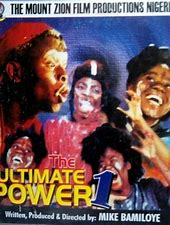 THE MOUNT ZION FILM PRODUCTIONS NIGERI
The
ULTIMATE
POWER 1
Written, Produced & Directed by: MIKE BAMILOYE